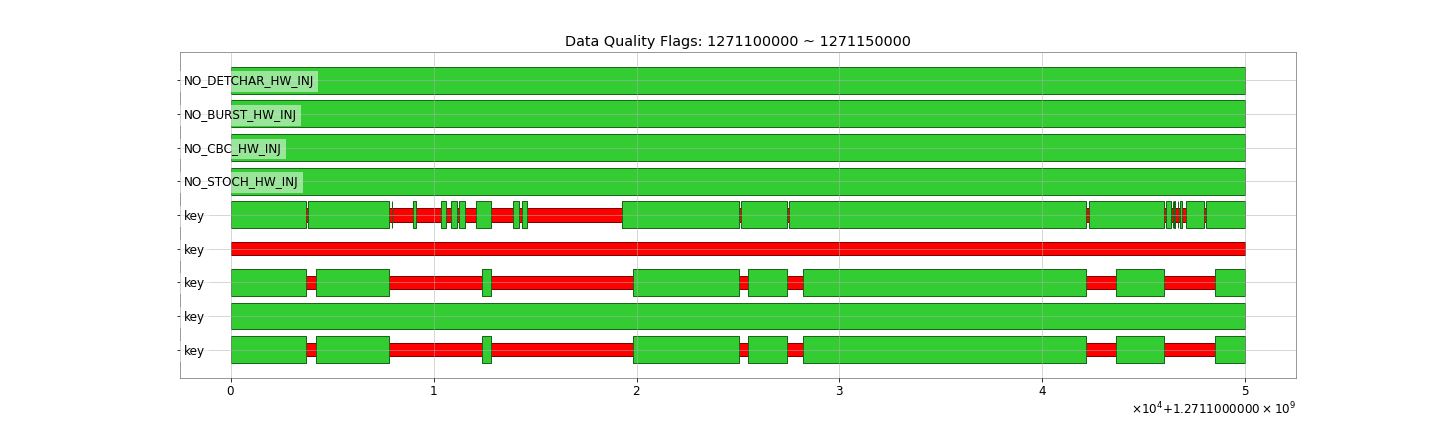 Data Quality Flags: 1271100000 ~ 1271150000
NO_DETCHAR_HW_INJ
NO_BURST_HW_INJ
NO_CBC_HW_INJ
NO_STOCH_HW_INJ
key
key
key
key
key
0 1 2 3 4 5
×10⁴+1.2711000000 × 10⁹